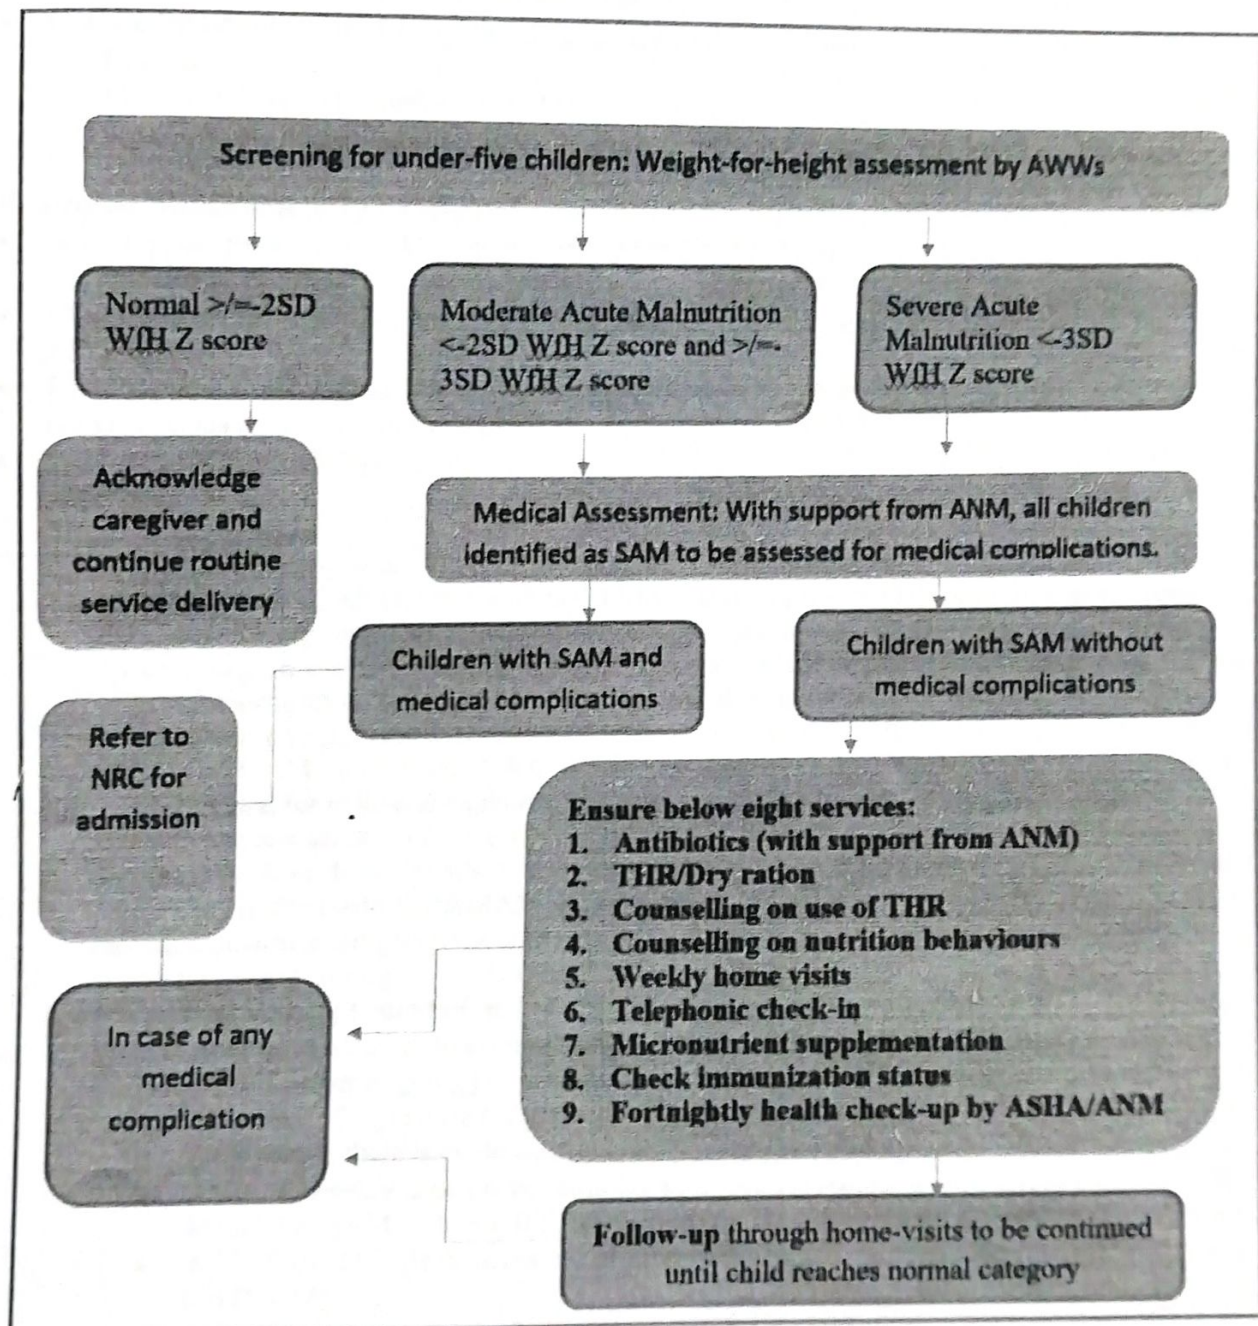 Screening for under-five children: Weight-for-height assessment by AWWs
Normal >/=-2SD
WfH Z score
Moderate Acute Malnutrition
<-2SD WfH Z score and >/=-
3SD WfH Z score
Severe Acute
Malnutrition <-3SD
WfH Z score
Acknowledge
caregiver and
continue routine
service delivery
Medical Assessment: With support from ANM, all children
identified as SAM to be assessed for medical complications.
Children with SAM and
medical complications
Children with SAM without
medical complications
Refer to
NRC for
admission
Ensure below eight services:
1. Antibiotics (with support from ANM)
2. THR/Dry ration
3. Counselling on use of THR
4. Counselling on nutrition behaviours
5. Weekly home visits
6. Telephonic check-in
7. Micronutrient supplementation
8. Check immunization status
9. Fortnightly health check-up by ASHA/ANM
In case of any
medical
complication
Follow-up through home-visits to be continued
until child reaches normal category